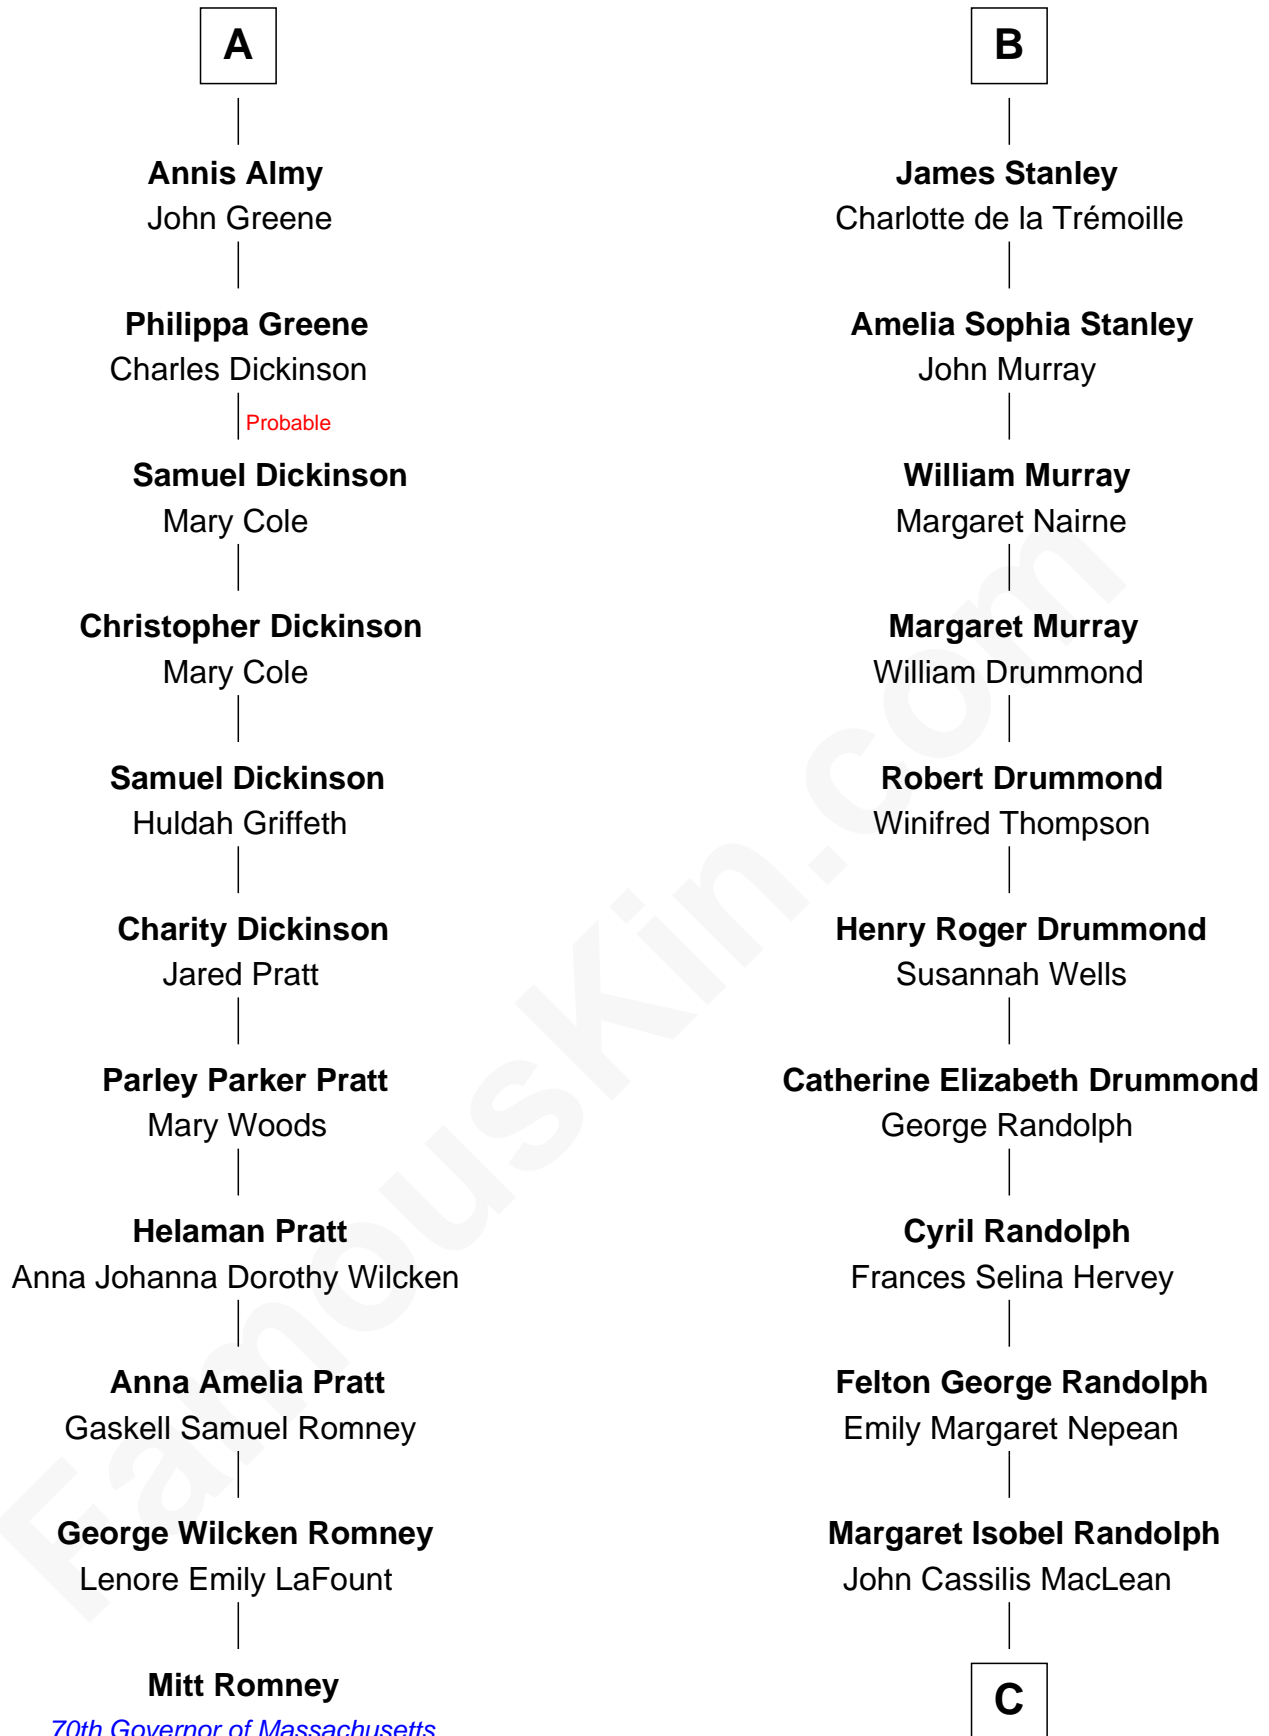 A
Annis Almy
John Greene
Philippa Greene
Charles Dickinson
Probable
Samuel Dickinson
Mary Cole
Christopher Dickinson
Mary Cole
Samuel Dickinson
Huldah Griffeth
Charity Dickinson
Jared Pratt
Parley Parker Pratt
Mary Woods
Helaman Pratt
Anna Johanna Dorothy Wilcken
Anna Amelia Pratt
Gaskell Samuel Romney
George Wilcken Romney
Lenore Emily LaFount
Mitt Romney
70th Governor of Massachusetts
B
James Stanley
Charlotte de la Trémoille
Amelia Sophia Stanley
John Murray
William Murray
Margaret Nairne
Margaret Murray
William Drummond
Robert Drummond
Winifred Thompson
Henry Roger Drummond
Susannah Wells
Catherine Elizabeth Drummond
George Randolph
Cyril Randolph
Frances Selina Hervey
Felton George Randolph
Emily Margaret Nepean
Margaret Isobel Randolph
John Cassilis MacLean
C
FamousKin.com